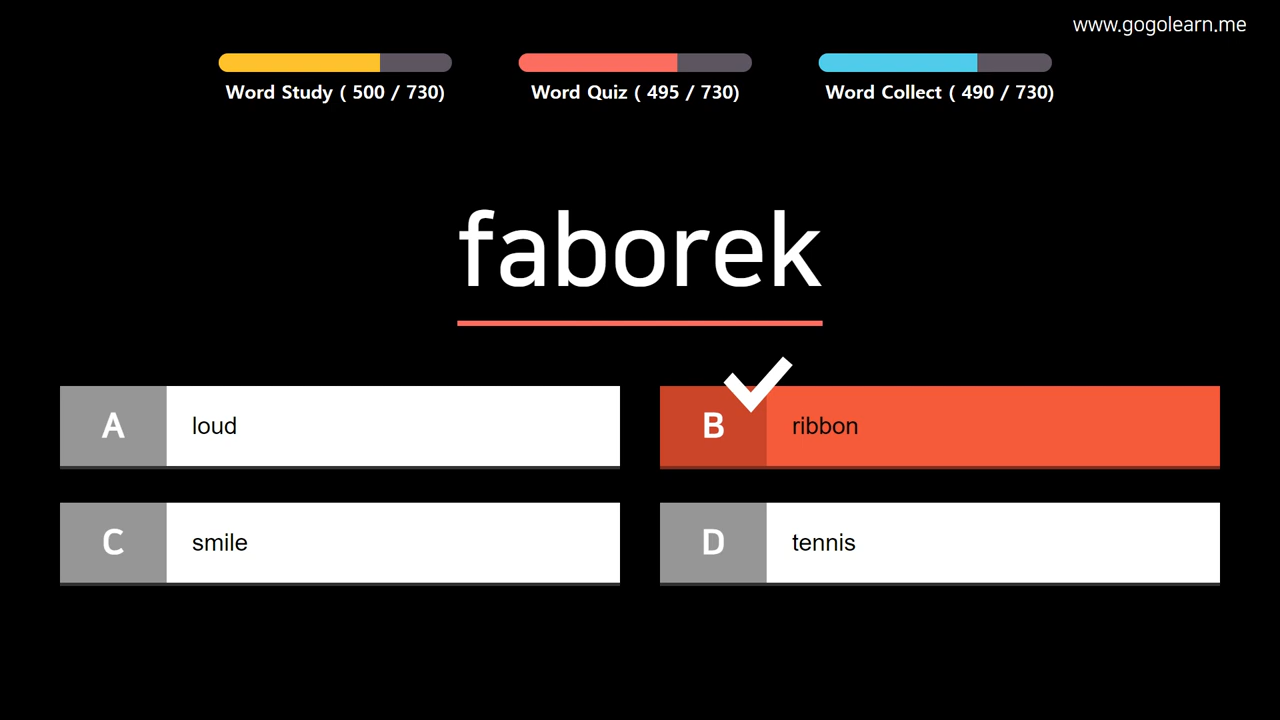 www.gogolearn.me
Word Study ( 500 / 730)
Word Quiz ( 495 / 730)
Word Collect ( 490 / 730)
faborek
A loud
B ribbon
C smile
D tennis